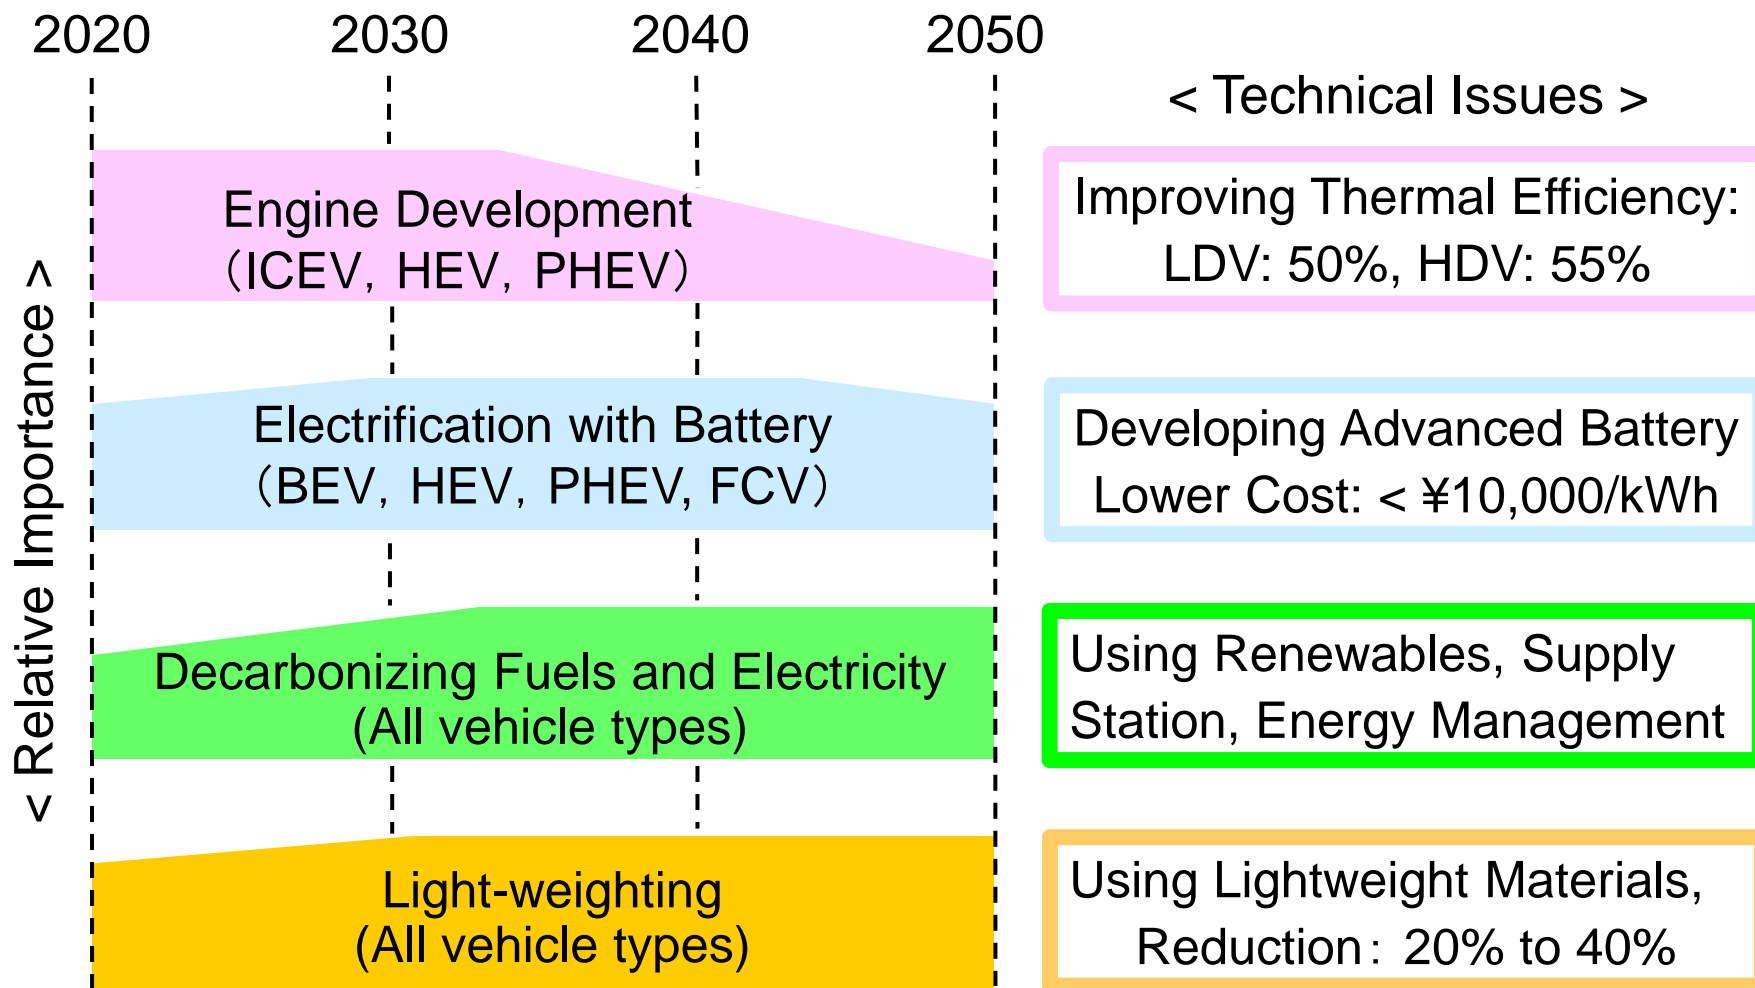 2020 2030 2040 2050
< Technical Issues >
< Relative Importance >
Engine Development
（ICEV, HEV, PHEV）
Improving Thermal Efficiency:
LDV: 50%, HDV: 55%
Electrification with Battery
（BEV, HEV, PHEV, FCV）
Developing Advanced Battery
Lower Cost: < ¥10,000/kWh
Decarbonizing Fuels and Electricity
(All vehicle types)
Using Renewables, Supply
Station, Energy Management
Light-weighting
(All vehicle types)
Using Lightweight Materials,
Reduction： 20% to 40%